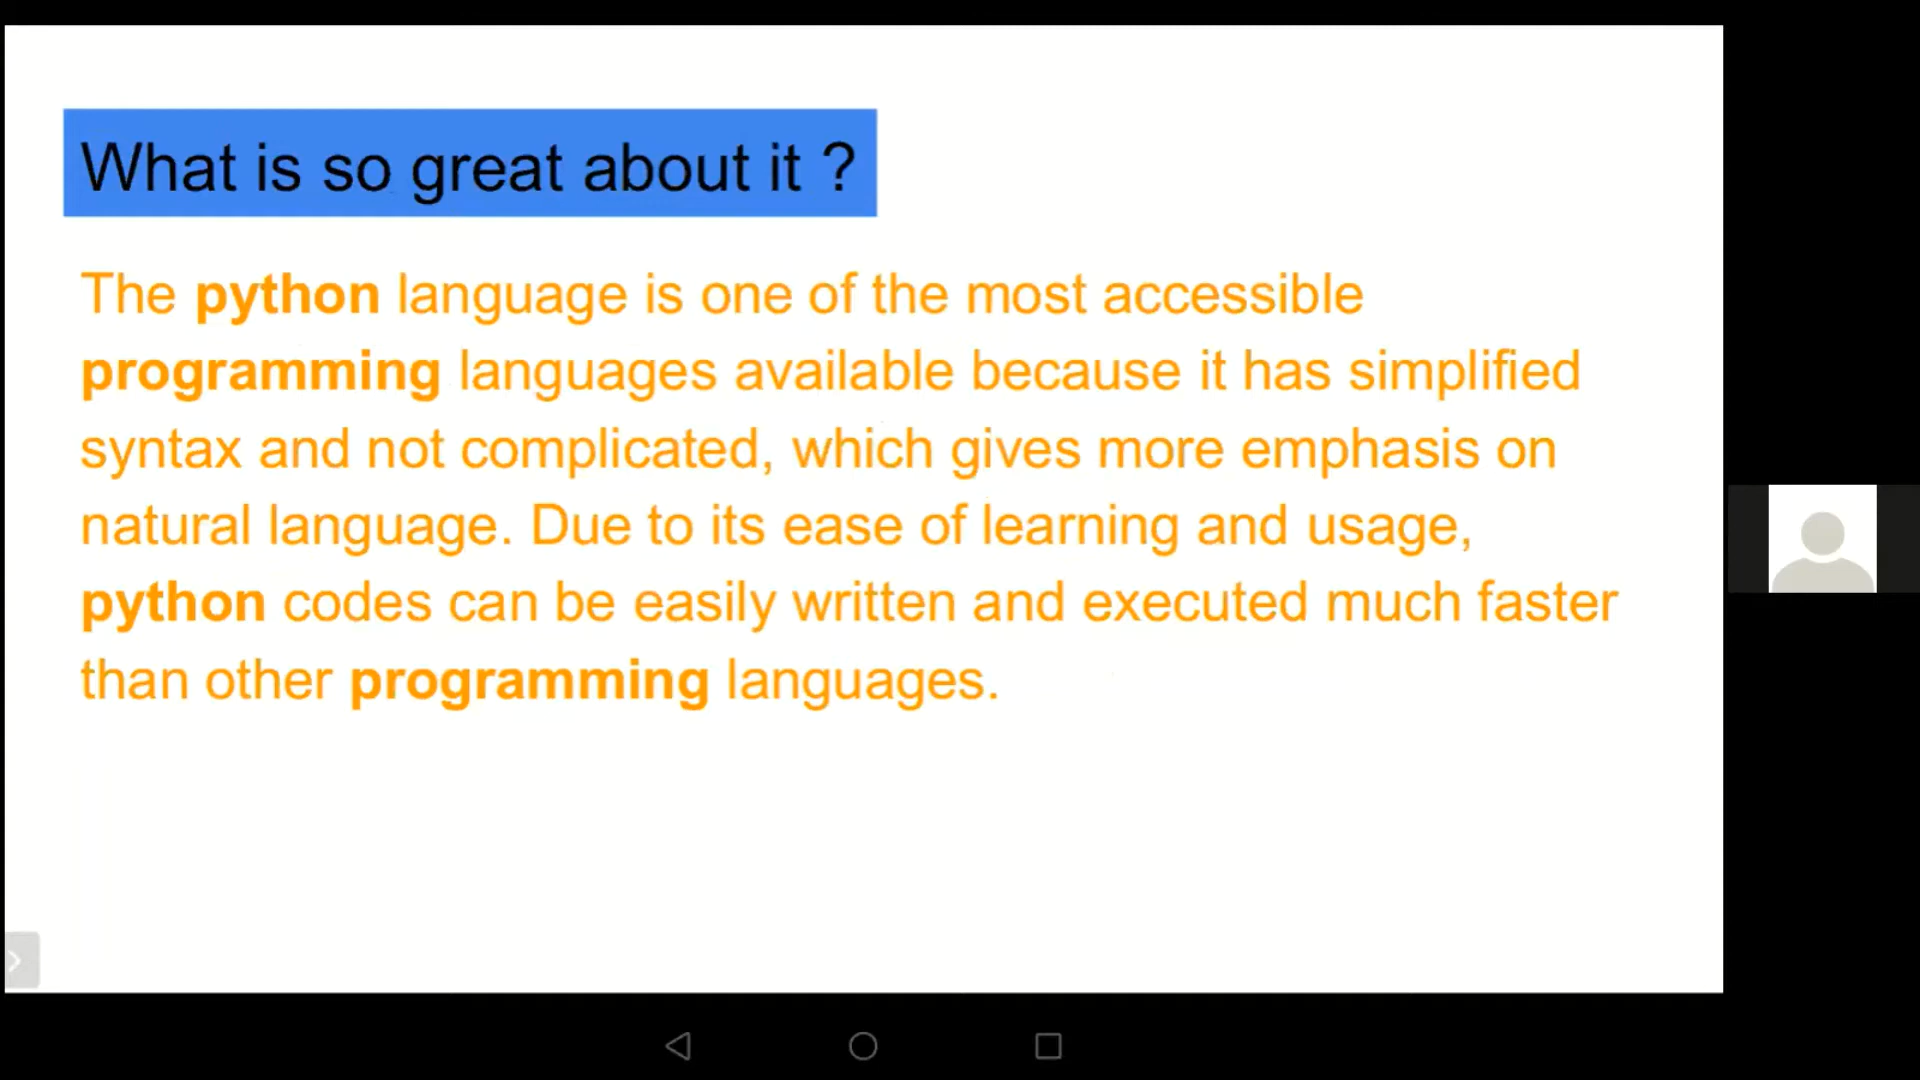 What is so great about it ?
The python language is one of the most accessible
programming languages available because it has simplified
syntax and not complicated, which gives more emphasis on
natural language. Due to its ease of learning and usage,
python codes can be easily written and executed much faster
than other programming languages.